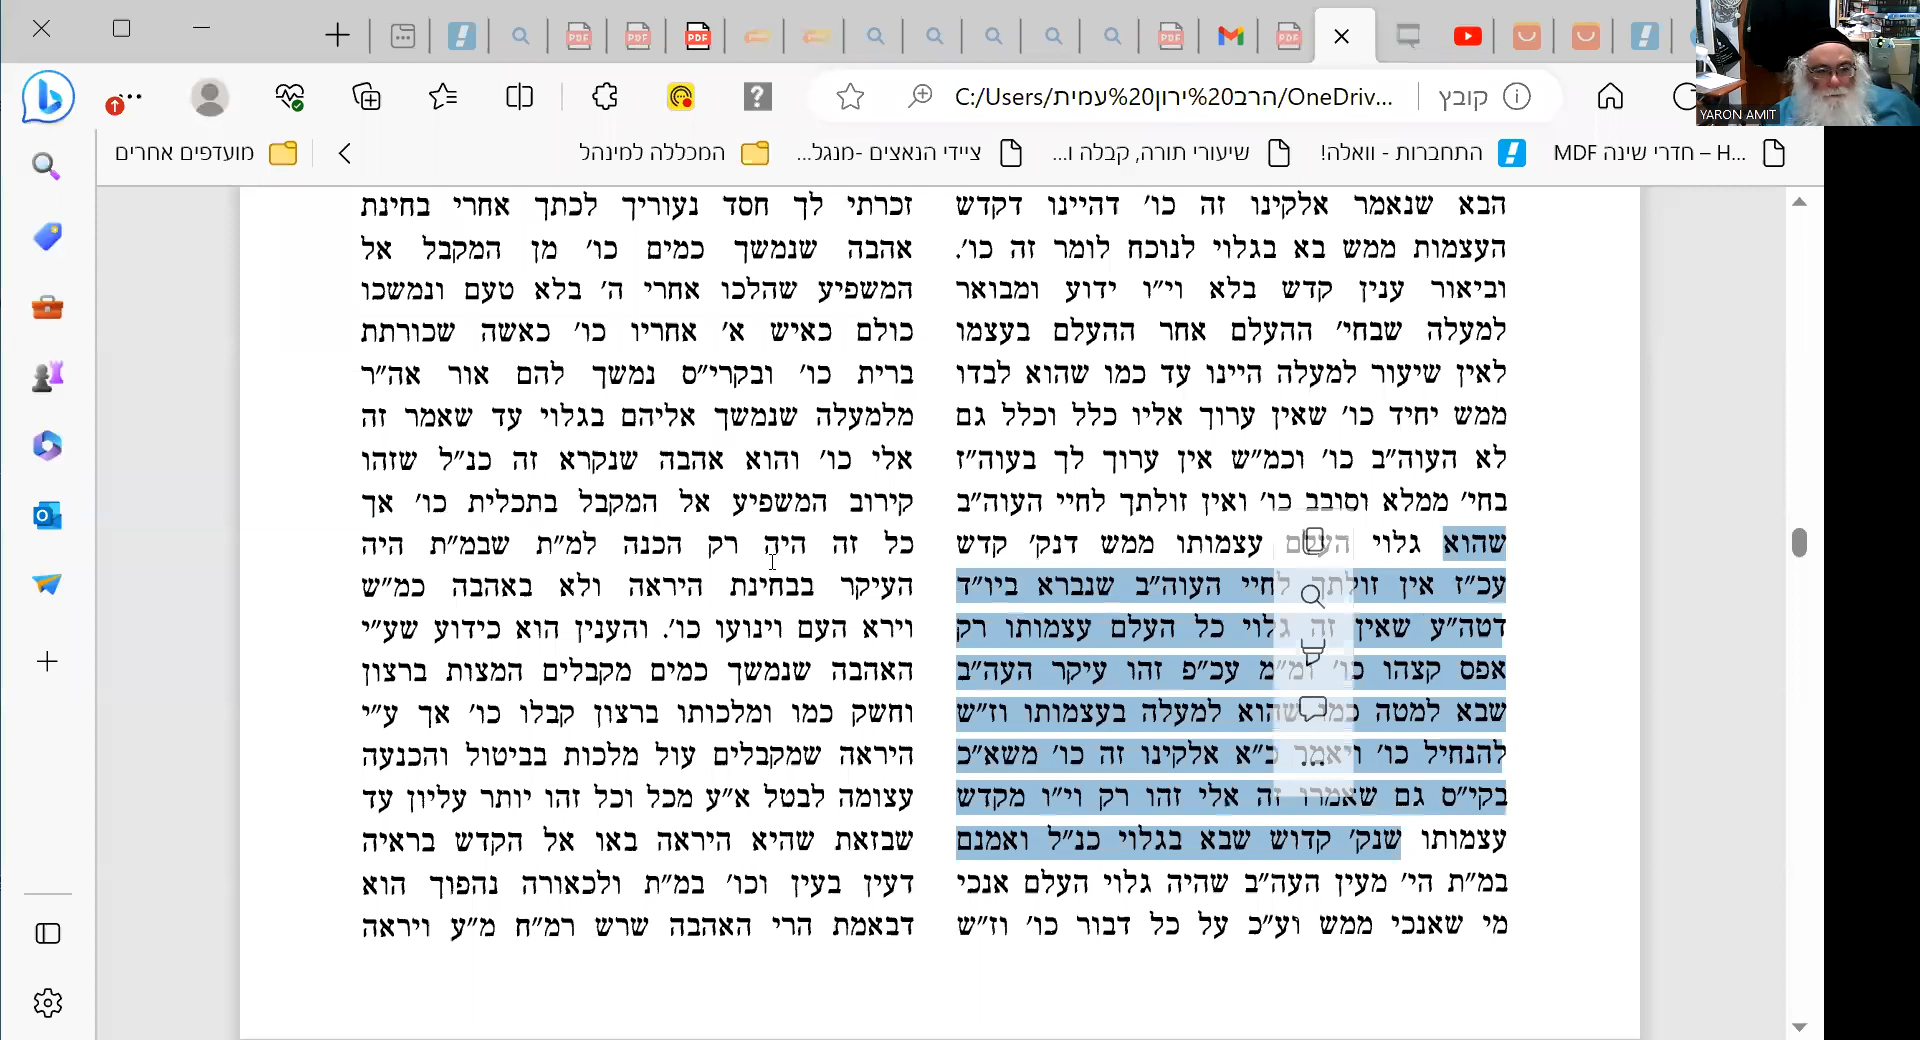 C:/Users/הרב%20ירון%20עמית/OneDriv...
קובץ
YARON AMIT
MDF חדרי שינה – H...
התחברות - וואלה!
שיעורי תורה, קבלה ו...
ציידי הנאצים -מנגל...
המכללה למינהל
מועדפים אחרים
הבא שנאמר אלקינו זה כו׳ דהיינו דקדש
העצמות ממש בא בגלוי לנוכח לומר זה כו׳.
וביאור ענין קדש בלא וי״ו ידוע ומבואר
למעלה שבחי׳ ההעלם אחר ההעלם בעצמו
לאין שיעור למעלה היינו עד כמו שהוא לבדו
ממש יחיד כו׳ שאין ערוך אליו כלל וכלל גם
לא העוה״ב כו׳ וכמ״ש אין ערוך לך בעוה״ז
בחי׳ ממלא וסובב כו׳ ואין זולתך לחיי העוה״ב
שהוא גלוי העלם עצמותו ממש דנק׳ קדש
עכ״ז אין זולתך לחיי העוה״ב שנברא ביו״ד
דטה״ע שאין זה גלוי כל העלם עצמותו רק
אפס קצהו כו׳ ומ״מ עכ״פ זהו עיקר העה״ב
שבא למטה כמו שהוא למעלה בעצמותו וז״ש
להנחיל כו׳ ויאמר כ״א אלקינו זה כו׳ משא״כ
בקי״ס גם שאמרו זה אלי זהו רק וי״ו מקדש
עצמותו שנק׳ קדוש שבא בגלוי כנ״ל ואמנם
במ״ת הי׳ מעין העה״ב שהיה גלוי העלם אנכי
מי שאנכי ממש וע״כ על כל דבור כו׳ וז״ש
זכרתי לך חסד נעוריך לכתך אחרי בחינת
אהבה שנמשך כמים כו׳ מן המקבל אל
המשפיע שהלכו אחרי ה׳ בלא טעם ונמשכו
כולם כאיש א׳ אחריו כו׳ כאשה שכורתת
ברית כו׳ ובקרי״ס נמשך להם אור אה״ר
מלמעלה שנמשך אליהם בגלוי עד שאמר זה
אלי כו׳ והוא אהבה שנקרא זה כנ״ל שזהו
קירוב המשפיע אל המקבל בתכלית כו׳ אך
כל זה היה רק הכנה למ״ת שבמ״ת היה
העיקר בבחינת היראה ולא באהבה כמ״ש
וירא העם וינועו כו׳. והענין הוא כידוע שע״י
האהבה שנמשך כמים מקבלים המצות ברצון
וחשק כמו ומלכותו ברצון קבלו כו׳ אך ע״י
היראה שמקבלים עול מלכות בביטול והכנעה
עצומה לבטל א״ע מכל וכל זהו יותר עליון עד
שבזאת שהיא היראה באו אל הקדש בראיה
דעין בעין וכו׳ במ״ת ולכאורה נהפוך הוא
דבאמת הרי האהבה שרש רמ״ח מ״ע ויראה